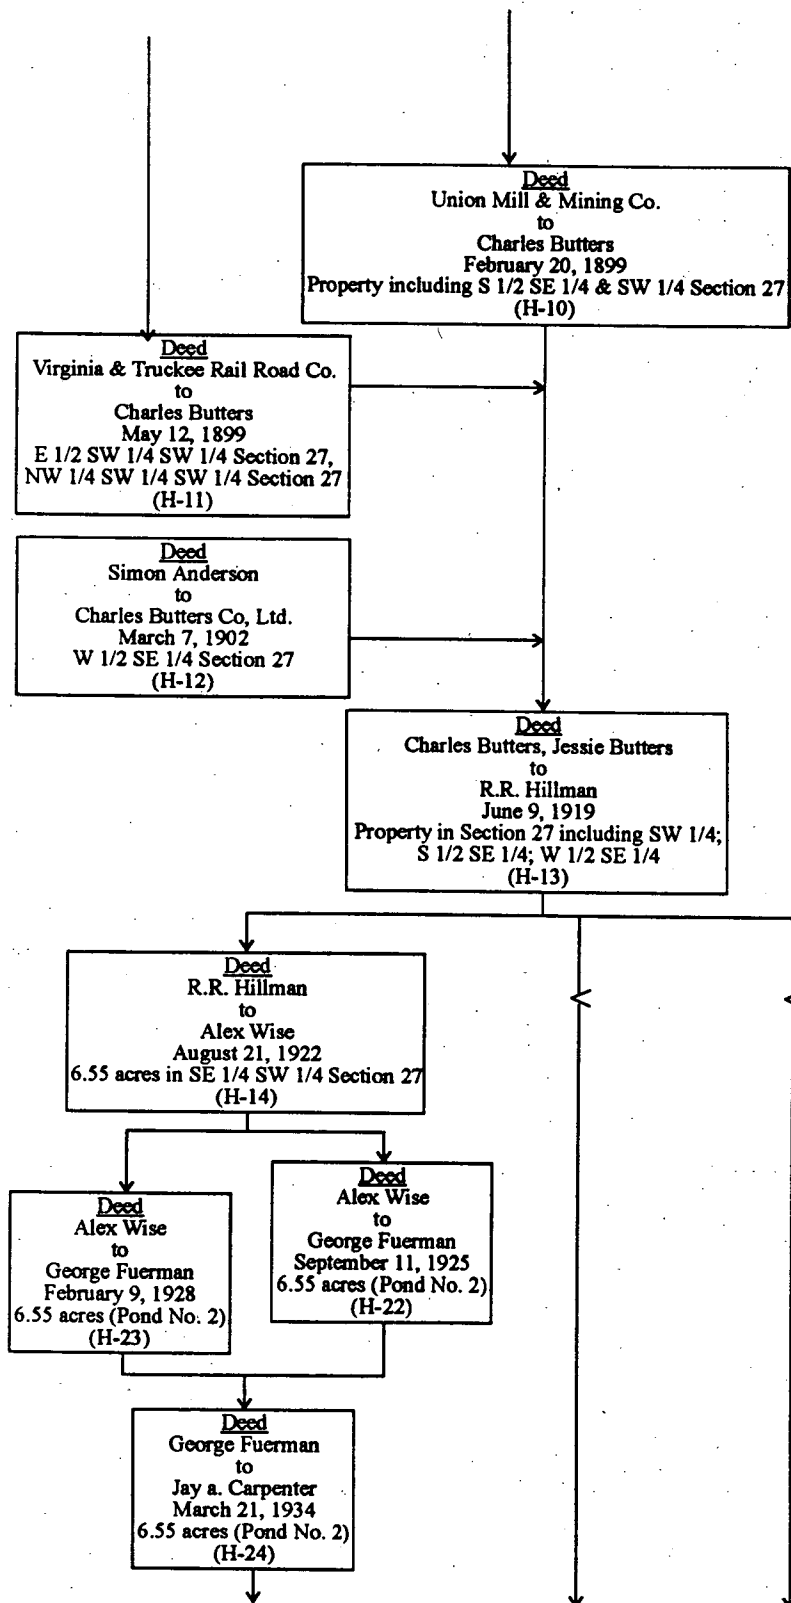 Deed
Union Mill & Mining Co.
to
Charles Butters
February 20, 1899
Property including S 1/2 SE 1/4 & SW 1/4 Section 27
(H-10)
Deed
Virginia & Truckee Rail Road Co.
to
Charles Butters
May 12, 1899
E 1/2 SW 1/4 SW 1/4 Section 27,
NW 1/4 SW 1/4 SW 1/4 Section 27
(H-11)
Deed
Simon Anderson
to
Charles Butters Co, Ltd.
March 7, 1902
W 1/2 SE 1/4 Section 27
(H-12)
Deed
Charles Butters, Jessie Butters
to
R.R. Hillman
June 9, 1919
Property in Section 27 including SW 1/4;
S 1/2 SE 1/4; W 1/2 SE 1/4
(H-13)
Deed
R.R. Hillman
to
Alex Wise
August 21, 1922
6.55 acres in SE 1/4 SW 1/4 Section 27
(H-14)
Deed
Alex Wise
to
George Fuerman
February 9, 1928
6.55 acres (Pond No. 2)
(H-23)
Deed
Alex Wise
to
George Fuerman
September 11, 1925
6.55 acres (Pond No. 2)
(H-22)
Deed
George Fuerman
to
Jay a. Carpenter
March 21, 1934
6.55 acres (Pond No. 2)
(H-24)